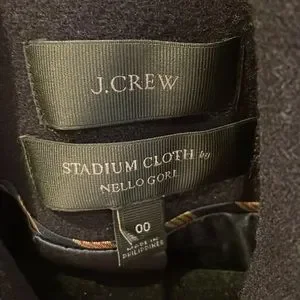 J.CREW
STADIUM CLOTH by
NELLO GORI
00
MADE IN
PHILIPPINES